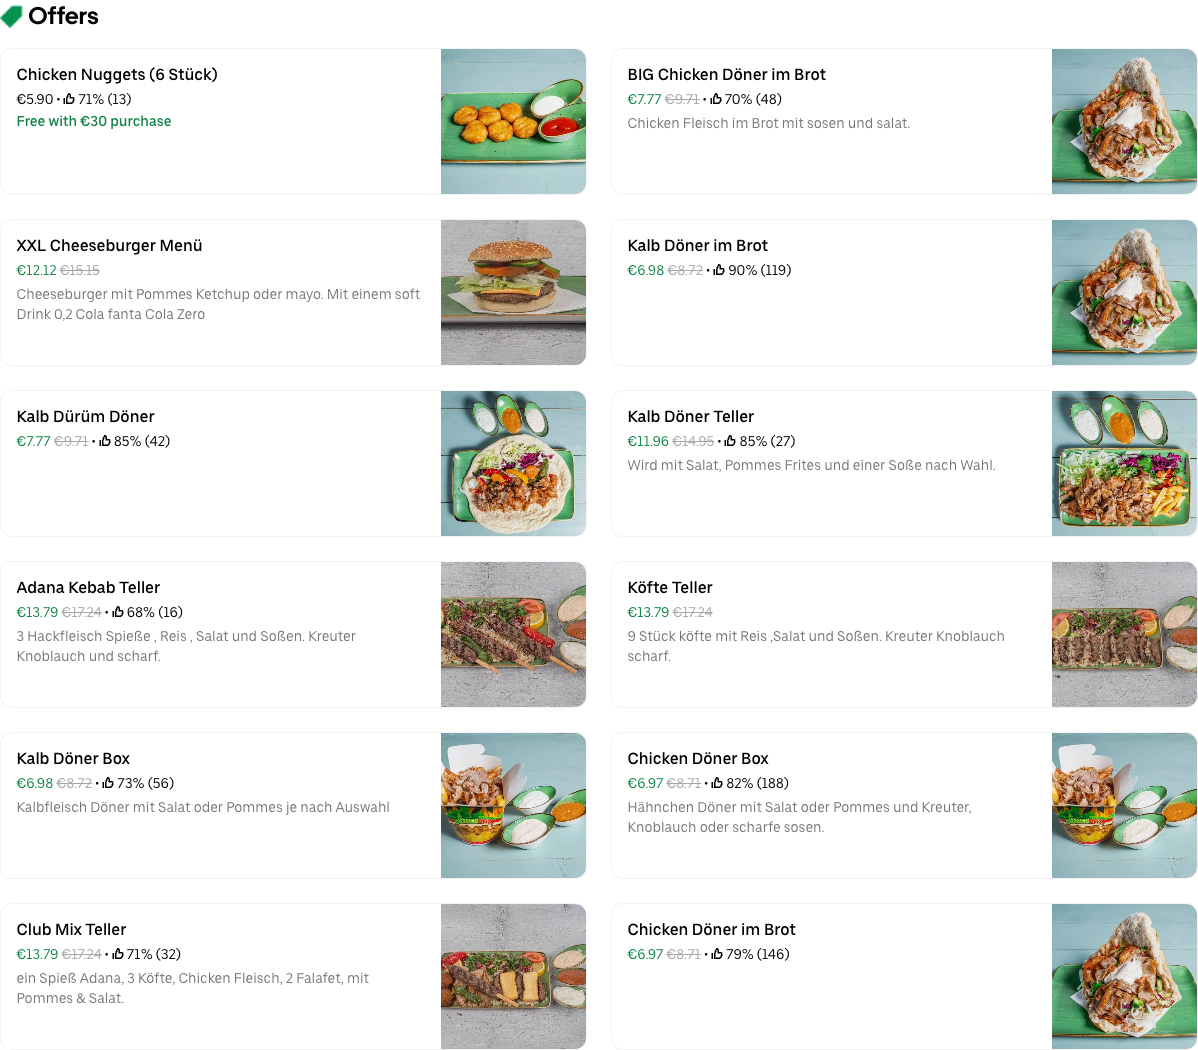 Offers
Chicken Nuggets (6 Stück)
€5.90 • 71% (13)
Free with €30 purchase
BIG Chicken Döner im Brot
€7.77 €9.71 • 70% (48)
Chicken Fleisch im Brot mit sosen und salat.
XXL Cheeseburger Menü
€12.12 €15.15
Cheeseburger mit Pommes Ketchup oder mayo. Mit einem soft
Drink 0,2 Cola fanta Cola Zero
Kalb Döner im Brot
€6.98 €8.72 • 90% (119)
Kalb Dürüm Döner
€7.77 €9.71 • 85% (42)
Kalb Döner Teller
€11.96 €14.95 • 85% (27)
Wird mit Salat, Pommes Frites und einer Soße nach Wahl.
Adana Kebab Teller
€13.79 €17.24 • 68% (16)
3 Hackfleisch Spieße , Reis , Salat und Soßen. Kreuter
Knoblauch und scharf.
Köfte Teller
€13.79 €17.24
9 Stück köfte mit Reis ,Salat und Soßen. Kreuter Knoblauch
scharf.
Kalb Döner Box
€6.98 €8.72 • 73% (56)
Kalbfleisch Döner mit Salat oder Pommes je nach Auswahl
Chicken Döner Box
€6.97 €8.71 • 82% (188)
Hähnchen Döner mit Salat oder Pommes und Kreuter,
Knoblauch oder scharfe sosen.
Club Mix Teller
€13.79 €17.24 • 71% (32)
ein Spieß Adana, 3 Köfte, Chicken Fleisch, 2 Falafet, mit
Pommes & Salat.
Chicken Döner im Brot
€6.97 €8.71 • 79% (146)